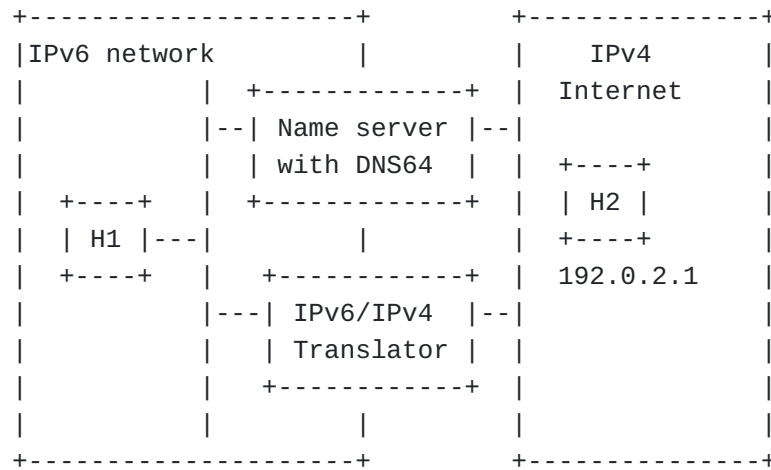 IPv6 network
IPv4
Internet
Name server
with DNS64
H2
H1
192.0.2.1
IPv6/IPv4
Translator